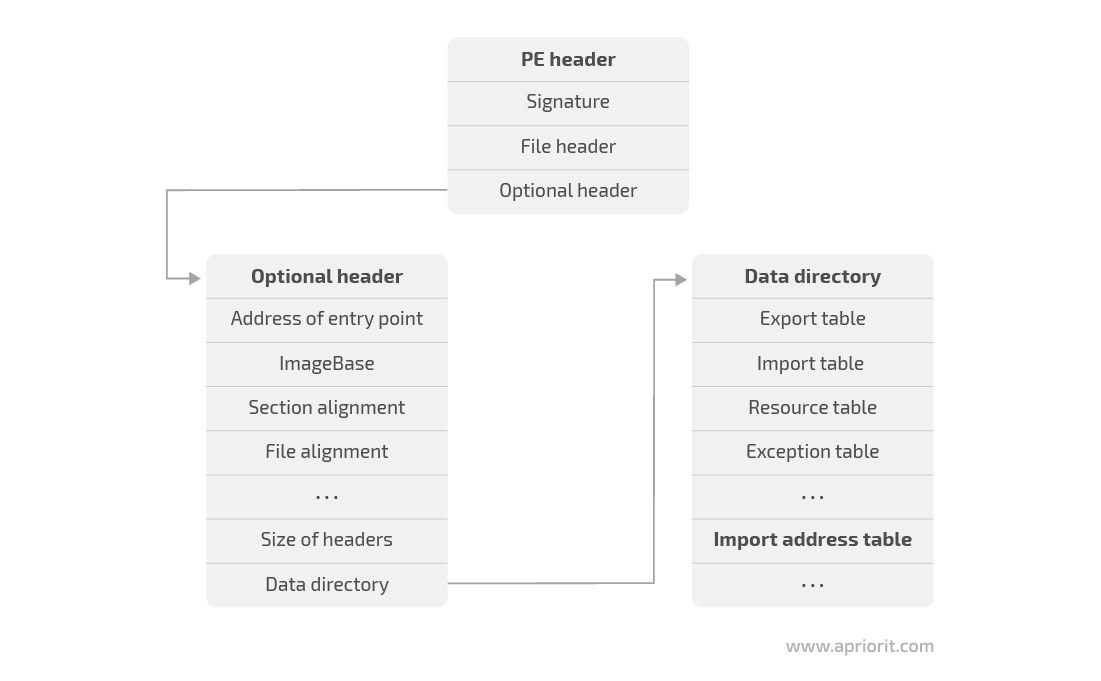 PE header
Signature
File header
Optional header
Optional header
Address of entry point
ImageBase
Section alignment
File alignment
...
Size of headers
Data directory
Data directory
Export table
Import table
Resource table
Exception table
...
Import address table
...
www.apriorit.com